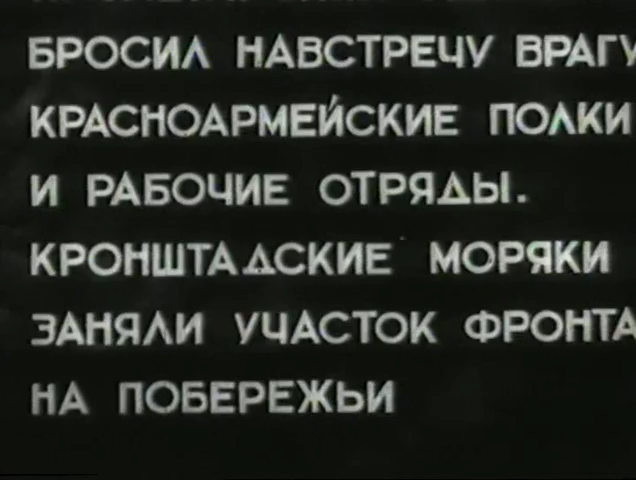 БРОСИЛ НАВСТРЕЧУ ВРАГУ
КРАСНОАРМЕЙСКИЕ ПОЛКИ
И РАБОЧИЕ ОТРЯДЫ.
КРОНШТАДСКИЕ МОРЯКИ
ЗАНЯЛИ УЧАСТОК ФРОНТА
НА ПОБЕРЕЖЬИ